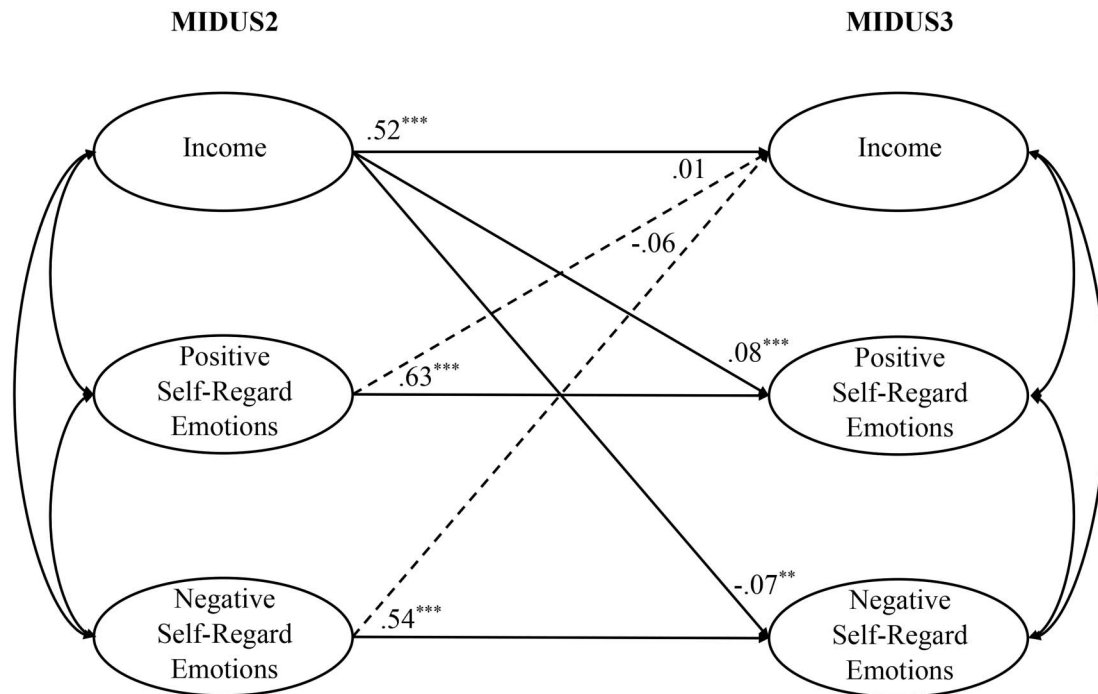 MIDUS2
MIDUS3
Income
.52***
.01
Income
-.06
Positive
Self-Regard
Emotions
.63***
.08***
Positive
Self-Regard
Emotions
Negative
Self-Regard
Emotions
.54***
-.07**
Negative
Self-Regard
Emotions